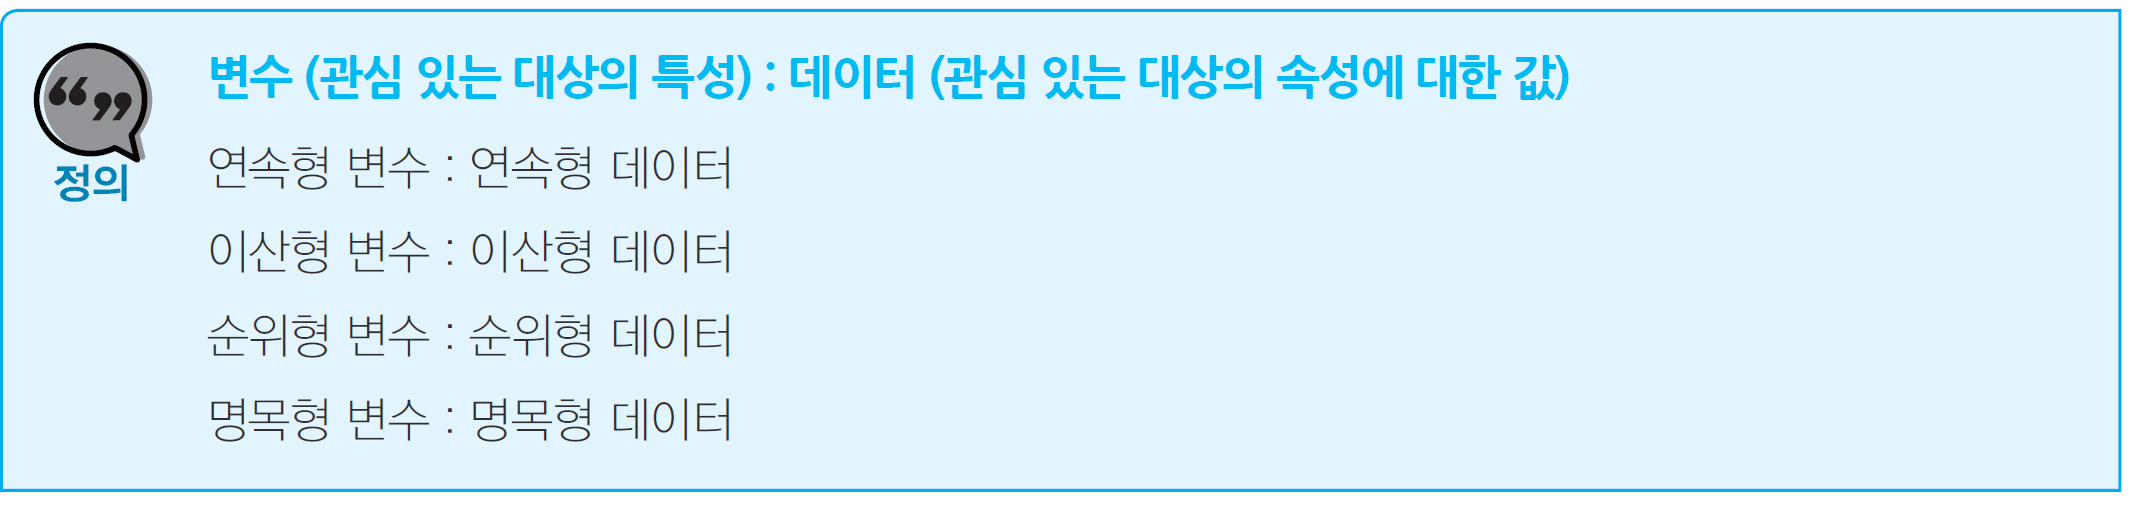 변수 (관심 있는 대상의 특성) : 데이터 (관심 있는 대상의 속성에 대한 값)
정의
연속형 변수 : 연속형 데이터
이산형 변수 : 이산형 데이터
순위형 변수 : 순위형 데이터
명목형 변수 : 명목형 데이터